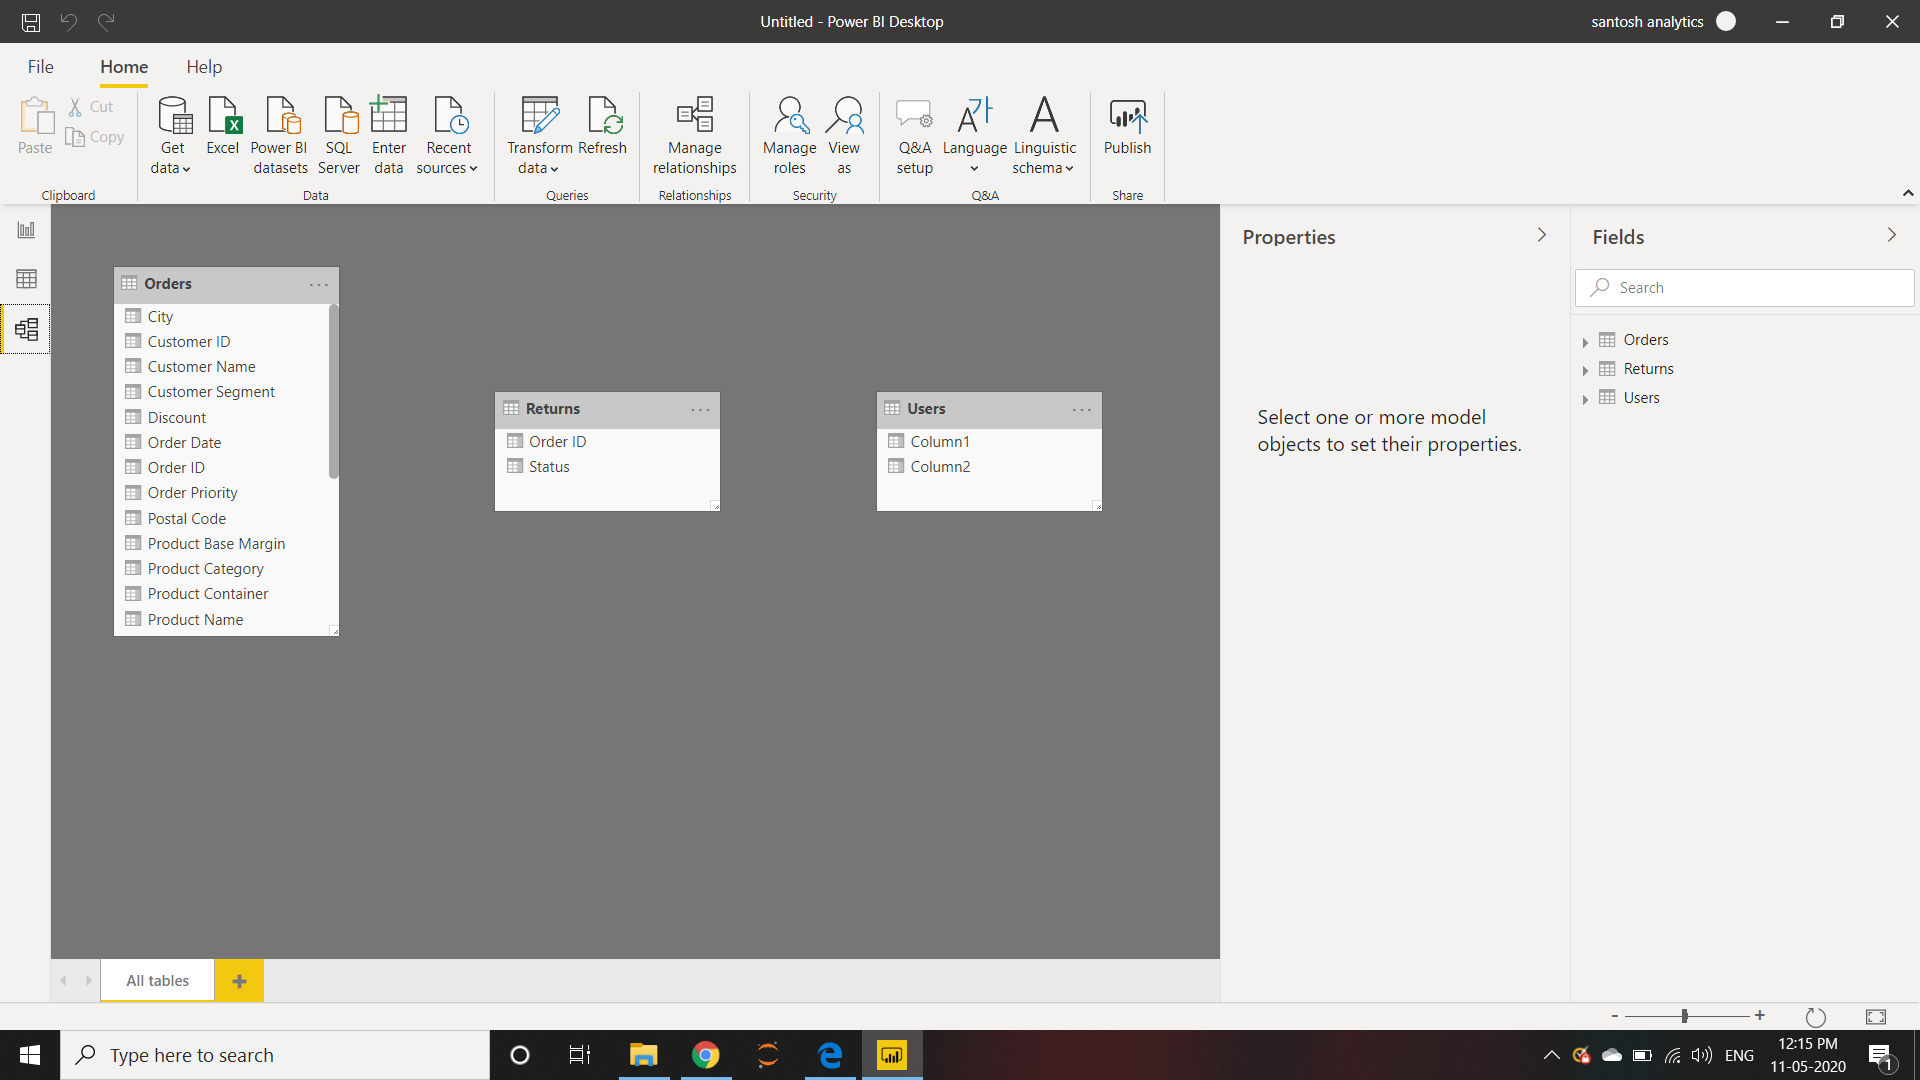 Untitled - Power BI Desktop
santosh analytics
File Home Help
Paste
Cut
Copy
Clipboard
Get data
Excel
Power BI datasets
SQL Server
Enter data
Recent sources
Data
Transform data
Refresh
Queries
Manage relationships
Relationships
Manage roles
View as
Security
Q&A setup
Language
Linguistic schema
Q&A
Publish
Share
Orders
City
Customer ID
Customer Name
Customer Segment
Discount
Order Date
Order ID
Order Priority
Postal Code
Product Base Margin
Product Category
Product Container
Product Name
Returns
Order ID
Status
Users
Column1
Column2
Properties
Select one or more model
objects to set their properties.
Fields
Search
Orders
Returns
Users
All tables
Type here to search
ENG
12:15 PM
11-05-2020
1